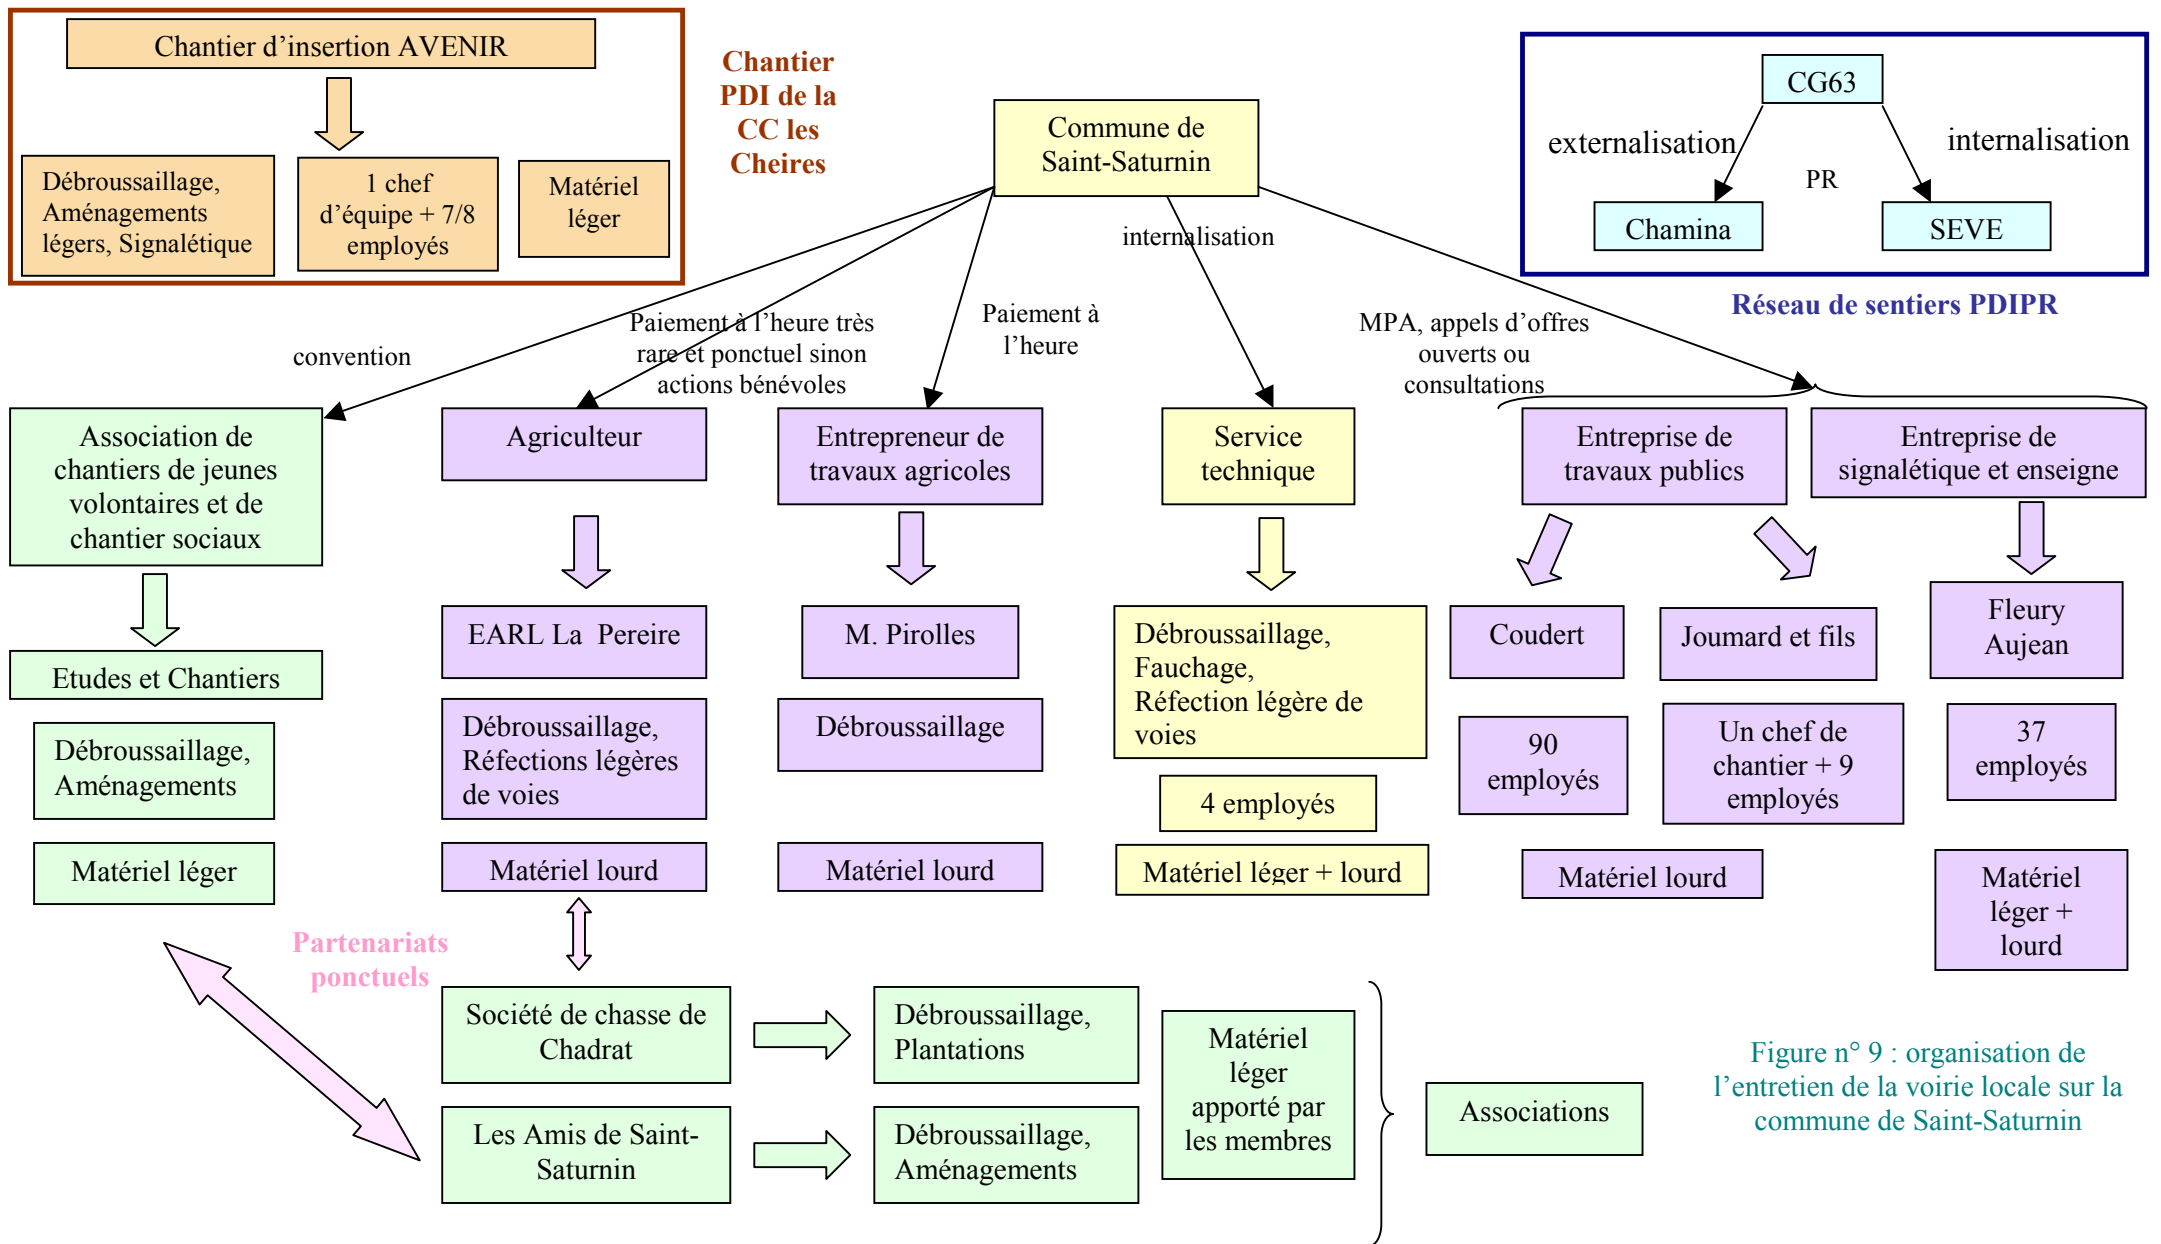 Chantier d’insertion AVENIR
Débroussaillage,
Aménagements
légers, Signalétique
1 chef
d’équipe + 7/8
employés
Matériel
léger
Chantier
PDI de la
CC les
Cheires
Commune de
Saint-Saturnin
CG63
externalisation
internalisation
PR
Chamina
SEVE
Réseau de sentiers PDIPR
convention
Paiement à l’heure très
rare et ponctuel sinon
actions bénévoles
Paiement à
l’heure
internalisation
MPA, appels d’offres
ouverts ou
consultations
Association de
chantiers de jeunes
volontaires et de
chantier sociaux
Agriculteur
Entrepreneur de
travaux agricoles
Service
technique
Entreprise de
travaux publics
Entreprise de
signalétique et enseigne
Etudes et Chantiers
EARL La  Pereire
M. Pirolles
Débroussaillage,
Fauchage,
Réfection légère de
voies
Coudert
Joumard et fils
Fleury
Aujean
Débroussaillage,
Aménagements
Débroussaillage,
Réfections légères
de voies
Débroussaillage
4 employés
90
employés
Un chef de
chantier + 9
employés
37
employés
Matériel léger
Matériel lourd
Matériel lourd
Matériel léger + lourd
Matériel lourd
Matériel
léger +
lourd
Partenariats
ponctuels
Société de chasse de
Chadrat
Débroussaillage,
Plantations
Les Amis de Saint-
Saturnin
Débroussaillage,
Aménagements
Matériel
léger
apporté par
les membres
Associations
Figure n° 9 : organisation de
l’entretien de la voirie locale sur la
commune de Saint-Saturnin